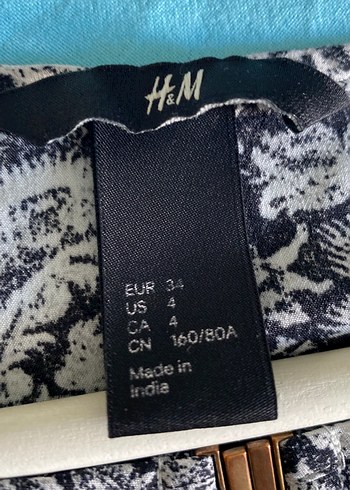 H&M
EUR 34
US 4
CA 4
CN 160/80A
Made in
India